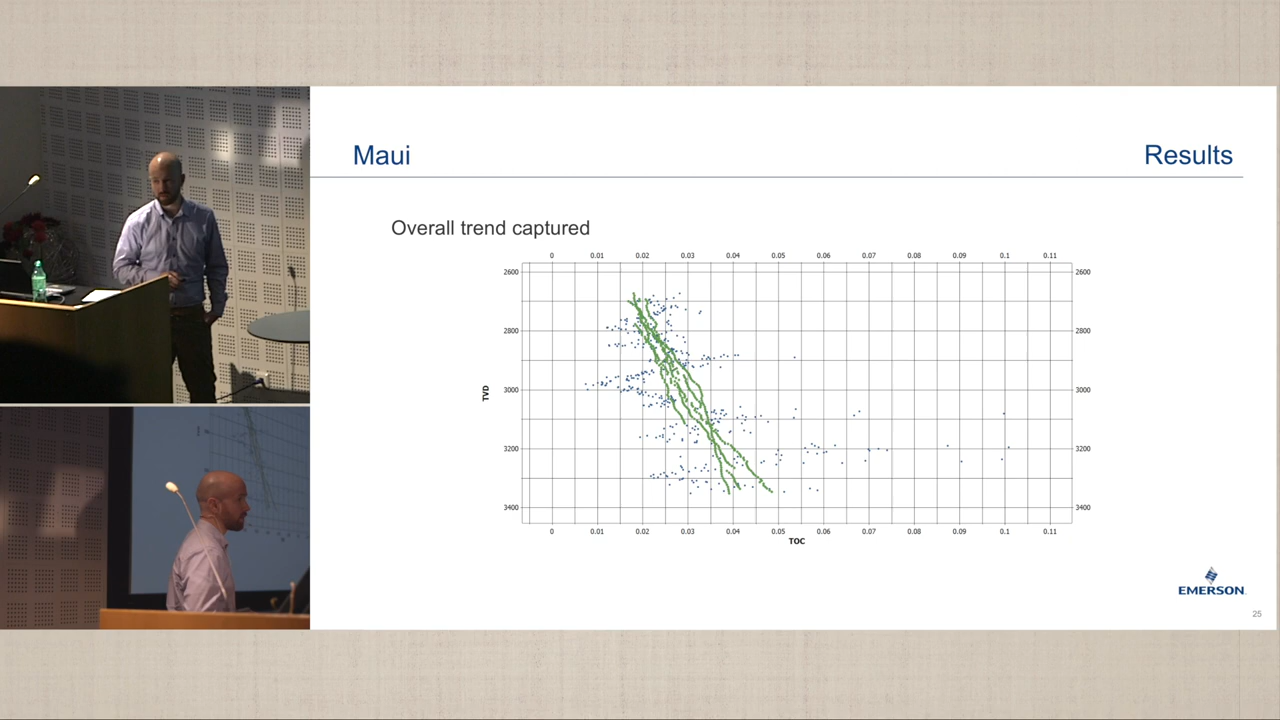 Maui
Results
Overall trend captured
0 0.01 0.02 0.03 0.04 0.05 0.06 0.07 0.08 0.09 0.1 0.11
2600 2600
2800 2800
TVD
3000 3000
3200 3200
3400 3400
0 0.01 0.02 0.03 0.04 0.05 0.06 0.07 0.08 0.09 0.1 0.11
TOC
EMERSON
25